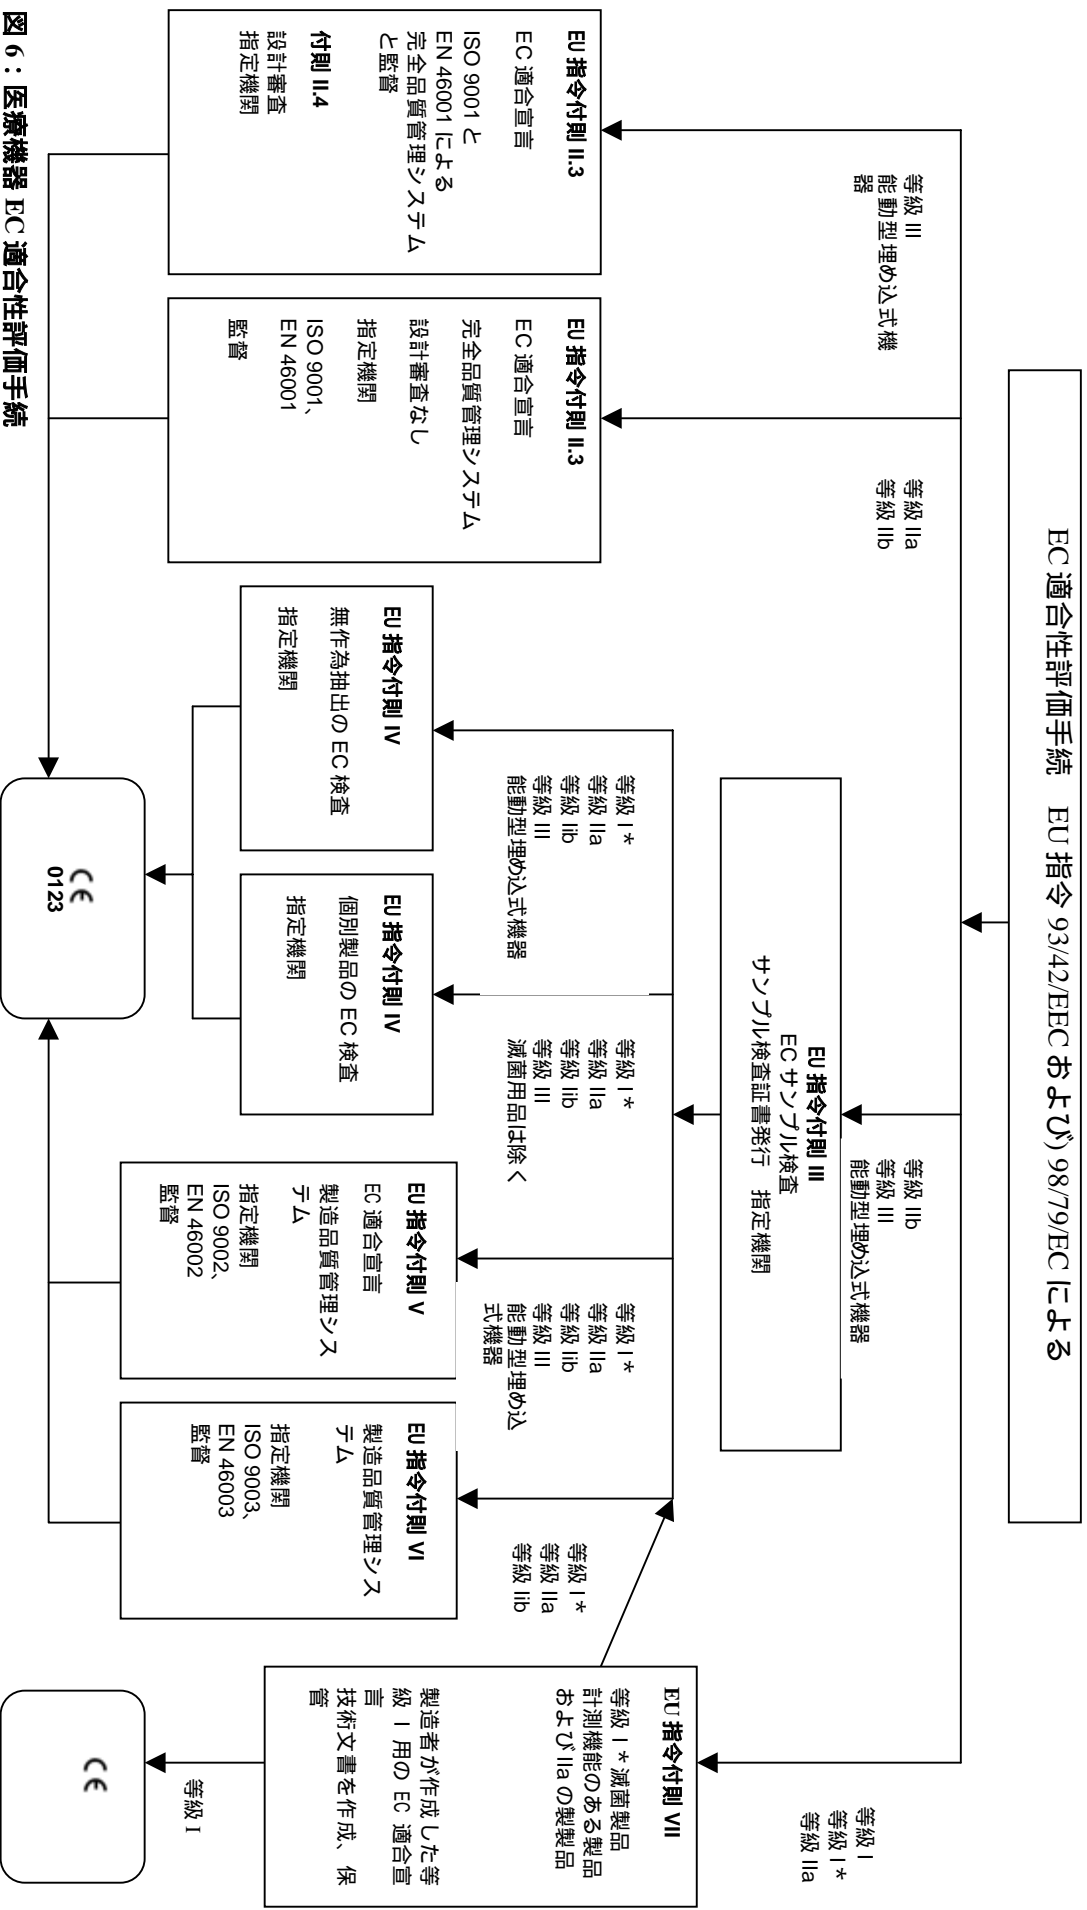 EC 適合性評価手続　EU 指令 93/42/EEC および) 98/79/EC による
等級 III
能動型埋め込式機
器
等級 IIa
等級 IIb
等級 IIb
等級 III
能動型埋め込式機器
等級 I
等級 I*
等級 IIa
EU 指令付則 II.3
EC 適合宣言
ISO 9001 と
EN 46001 による
完全品質管理システム
と監督
付則 II.4
設計審査
指定機関
EU 指令付則 II.3
EC 適合宣言
完全品質管理システム
設計審査なし
指定機関
ISO 9001、
EN 46001
監督
EU 指令付則 III
EC サンプル検査
サンプル検査証書発行　指定機関
EU 指令付則 VII
等級 I *滅菌製品
計測機能のある製品
および IIa の製製品
製造者が作成した等
級 I 用の EC 適合宣
言
技術文書を作成、保
管
等級 I *
等級 IIa
等級 Iib
等級 III
能動型埋め込式機器
等級 I *
等級 IIa
等級 Iib
等級 III
滅菌用品は除く
等級 I *
等級 IIa
等級 Iib
等級 III
能動型埋め込
式機器
等級 I *
等級 IIa
等級 Iib
EU 指令付則 IV
無作為抽出の EC 検査
指定機関
EU 指令付則 IV
個別製品の EC 検査
指定機関
EU 指令付則 V
EC 適合宣言
製造品質管理シス
テム
指定機関
ISO 9002、
EN 46002
監督
EU 指令付則 VI
製造品質管理シス
テム
指定機関
ISO 9003、
EN 46003
監督
等級 I
CE
0123
CE
図 6：医療機器 EC 適合性評価手続